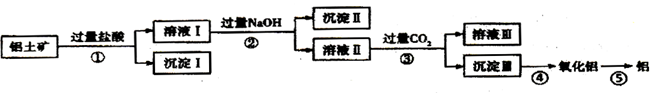 铝土矿 过量盐酸 ① 溶液Ⅰ 过量NaOH ② 沉淀Ⅱ
沉淀Ⅰ 溶液Ⅱ 过量CO₂ ③ 溶液Ⅲ
沉淀Ⅲ ④ 氧化铝 ⑤ 铝